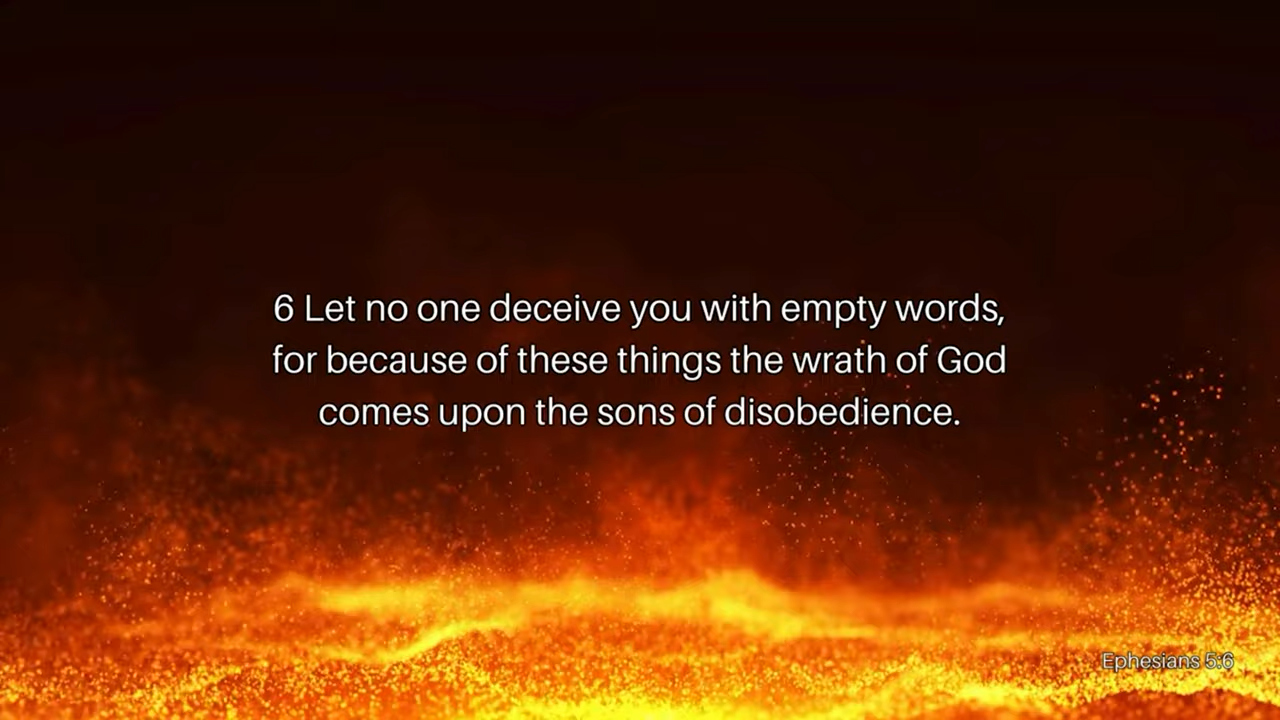 6 Let no one deceive you with empty words,
for because of these things the wrath of God
comes upon the sons of disobedience.
Ephesians 5:6